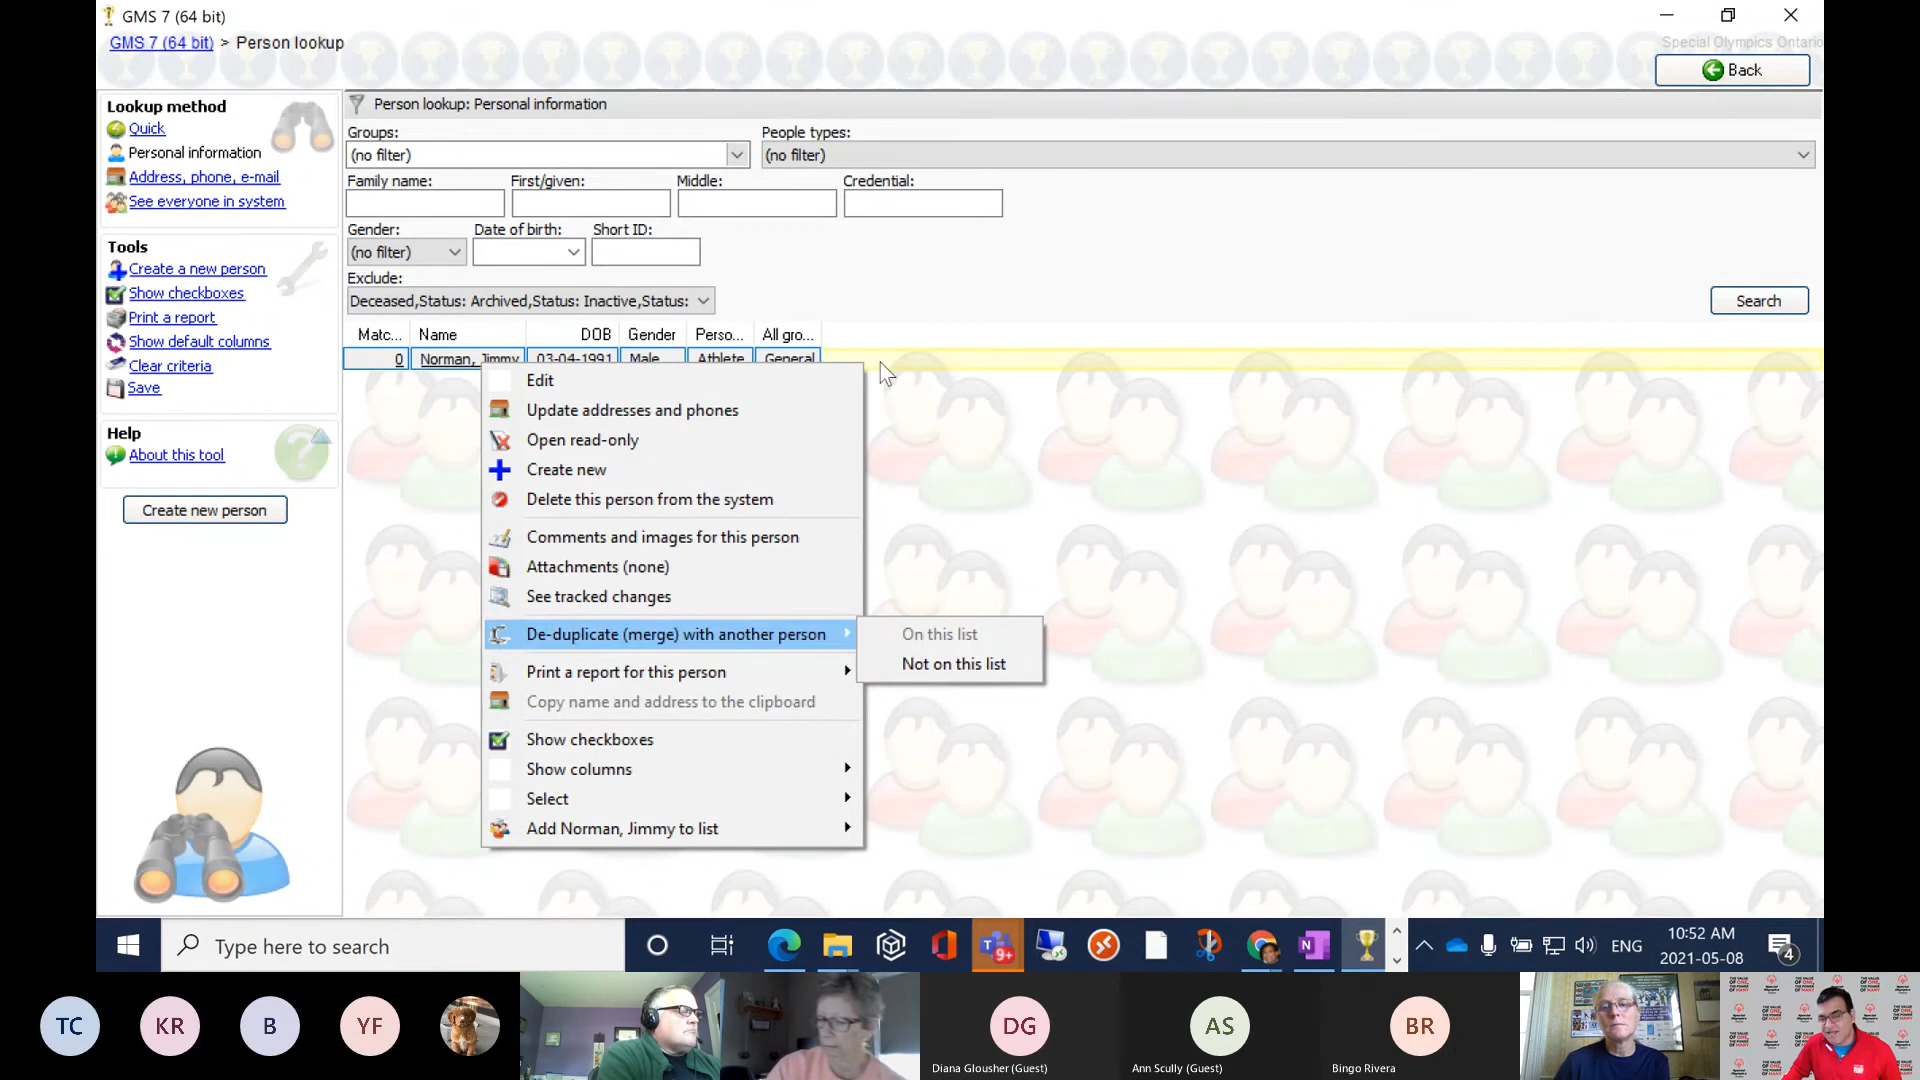 GMS 7 (64 bit)
GMS 7 (64 bit) > Person lookup
Special Olympics Ontario
Back
Lookup method
Quick
Personal information
Address, phone, e-mail
See everyone in system
Tools
Create a new person
Show checkboxes
Print a report
Show default columns
Clear criteria
Save
Help
About this tool
Create new person
Person lookup: Personal information
Groups:
People types:
(no filter)
(no filter)
Family name:
First/given:
Middle:
Credential:
Gender:
Date of birth:
Short ID:
(no filter)
Exclude:
Deceased,Status: Archived,Status: Inactive,Status:
Search
Matc...
Name
DOB
Gender
Perso...
All gro...
0
Norman, Jimmy
03-04-1991
Male
Athlete
General
Edit
Update addresses and phones
Open read-only
Create new
Delete this person from the system
Comments and images for this person
Attachments (none)
See tracked changes
De-duplicate (merge) with another person
On this list
Not on this list
Print a report for this person
Copy name and address to the clipboard
Show checkboxes
Show columns
Select
Add Norman, Jimmy to list
Type here to search
9+
ENG
10:52 AM
2021-05-08
4
TC
KR
B
YF
DG
Diana Glousher (Guest)
AS
Ann Scully (Guest)
BR
Bingo Rivera